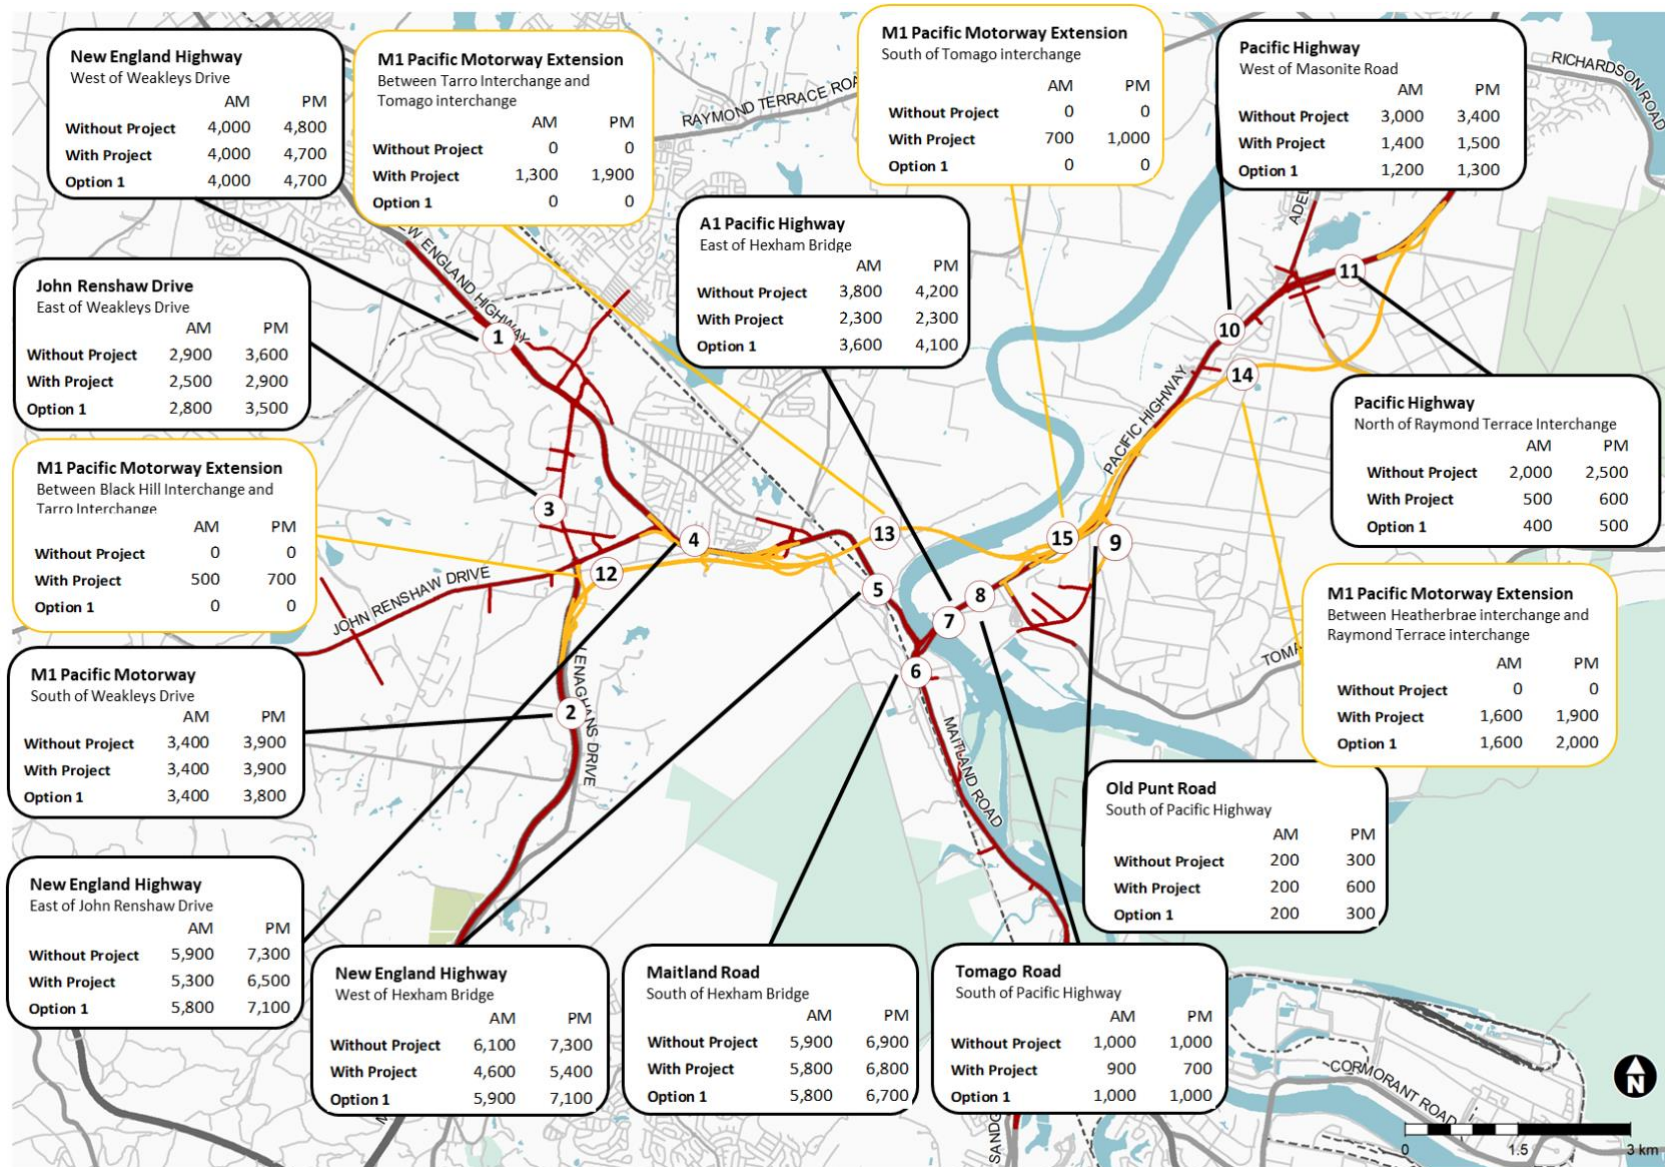 New England Highway
West of Weakleys Drive
AM PM
Without Project 4,000 4,800
With Project 4,000 4,700
Option 1 4,000 4,700
M1 Pacific Motorway Extension
Between Tarro Interchange and
Tomago interchange
AM PM
Without Project 0 0
With Project 1,300 1,900
Option 1 0 0
M1 Pacific Motorway Extension
South of Tomago interchange
AM PM
Without Project 0 0
With Project 700 1,000
Option 1 0 0
Pacific Highway
West of Masonite Road
AM PM
Without Project 3,000 3,400
With Project 1,400 1,500
Option 1 1,200 1,300
RICHARDSON ROAD
RAYMOND TERRACE
A1 Pacific Highway
East of Hexham Bridge
AM PM
Without Project 3,800 4,200
With Project 2,300 2,300
Option 1 3,600 4,100
ENGLAND HIGHWAY
John Renshaw Drive
East of Weakleys Drive
AM PM
Without Project 2,900 3,600
With Project 2,500 2,900
Option 1 2,800 3,500
1
11
10
14
PACIFIC HIGHWAY
Pacific Highway
North of Raymond Terrace Interchange
AM PM
Without Project 2,000 2,500
With Project 500 600
Option 1 400 500
M1 Pacific Motorway Extension
Between Black Hill Interchange and
Tarro Interchange
AM PM
Without Project 0 0
With Project 500 700
Option 1 0 0
3
4
13
15
9
12
5
8
7
6
2
JOHN RENSHAW DRIVE
LENAGHANS DRIVE
MAITLAND ROAD
M1 Pacific Motorway Extension
Between Heatherbrae interchange and
Raymond Terrace interchange
AM PM
Without Project 0 0
With Project 1,600 1,900
Option 1 1,600 2,000
M1 Pacific Motorway
South of Weakleys Drive
AM PM
Without Project 3,400 3,900
With Project 3,400 3,900
Option 1 3,400 3,800
Old Punt Road
South of Pacific Highway
AM PM
Without Project 200 300
With Project 200 600
Option 1 200 300
New England Highway
East of John Renshaw Drive
AM PM
Without Project 5,900 7,300
With Project 5,300 6,500
Option 1 5,800 7,100
New England Highway
West of Hexham Bridge
AM PM
Without Project 6,100 7,300
With Project 4,600 5,400
Option 1 5,900 7,100
Maitland Road
South of Hexham Bridge
AM PM
Without Project 5,900 6,900
With Project 5,800 6,800
Option 1 5,800 6,700
Tomago Road
South of Pacific Highway
AM PM
Without Project 1,000 1,000
With Project 900 700
Option 1 1,000 1,000
CORMORANT ROAD
N
0 1.5 3 km